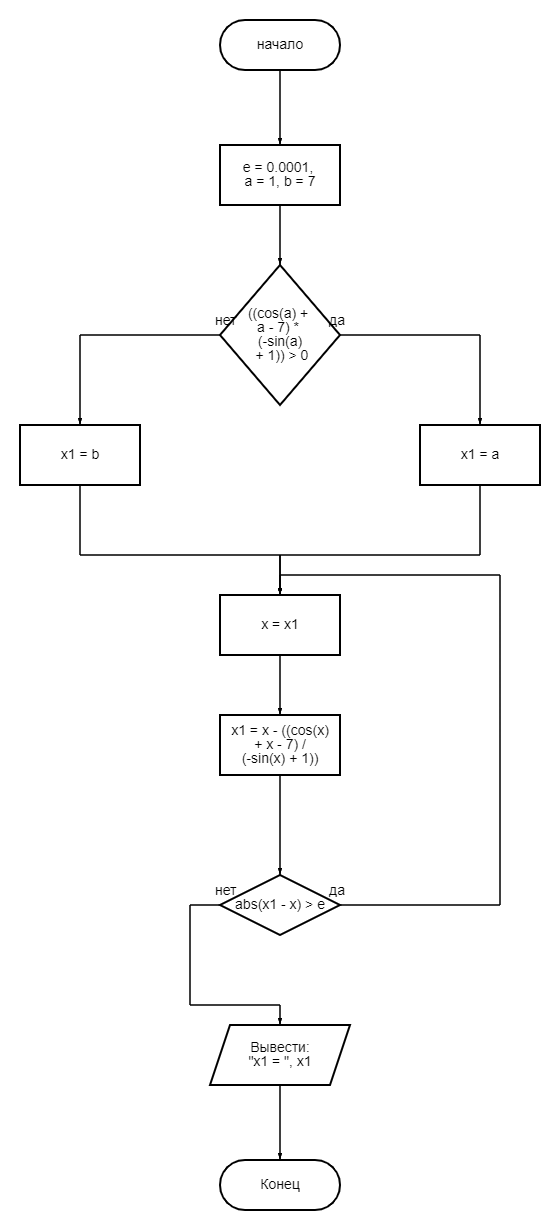 начало
e = 0.0001,
a = 1, b = 7
нет
да
((cos(a) +
a - 7) *
(-sin(a)
+ 1)) > 0
x1 = b
x1 = a
x = x1
x1 = x - ((cos(x)
+ x - 7) /
(-sin(x) + 1))
нет
да
abs(x1 - x) > e
Вывести:
"x1 = ", x1
Конец